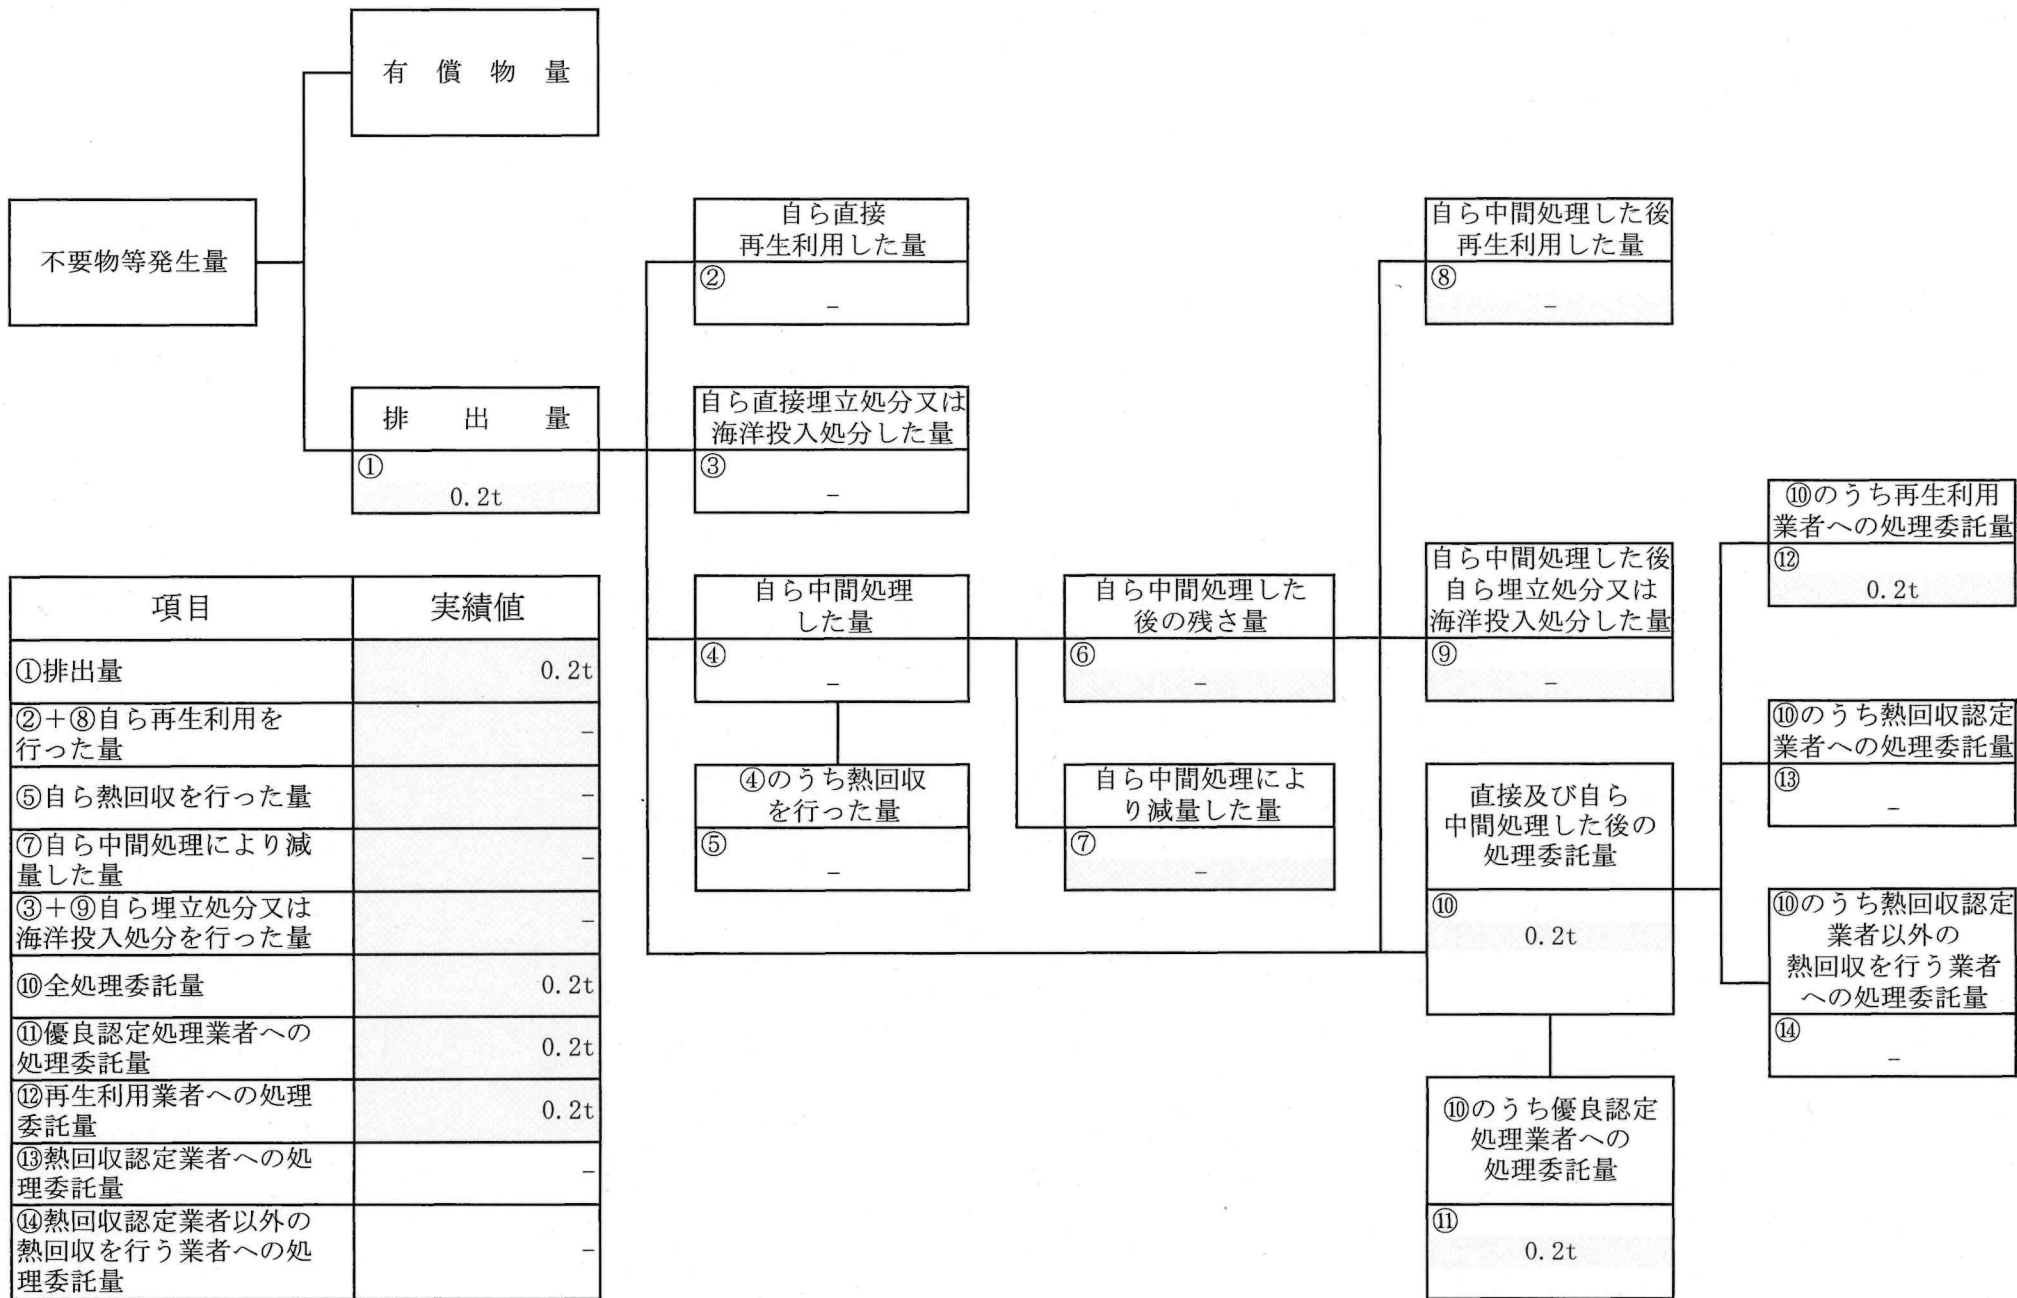 有償物量
不要物等発生量
排出量
①
0.2t
自ら直接
再生利用した量
②
–
自ら直接埋立処分又は
海洋投入処分した量
③
–
自ら中間処理
した量
④
–
④のうち熱回収
を行った量
⑤
–
自ら中間処理した
後の残さ量
⑥
–
自ら中間処理によ
り減量した量
⑦
–
自ら中間処理した後
再生利用した量
⑧
–
自ら中間処理した後
自ら埋立処分又は
海洋投入処分した量
⑨
–
直接及び自ら
中間処理した後の
処理委託量
⑩
0.2t
⑩のうち優良認定
処理業者への
処理委託量
⑪
0.2t
⑩のうち再生利用
業者への処理委託量
⑫
0.2t
⑩のうち熱回収認定
業者への処理委託量
⑬
–
⑩のうち熱回収認定
業者以外の
熱回収を行う業者
への処理委託量
⑭
–
項目 実績値
①排出量 0.2t
②+⑧自ら再生利用を
行った量 –
⑤自ら熱回収を行った量 –
⑦自ら中間処理により減
量した量 –
③+⑨自ら埋立処分又は
海洋投入処分を行った量 –
⑩全処理委託量 0.2t
⑪優良認定処理業者への
処理委託量 0.2t
⑫再生利用業者への処理
委託量 0.2t
⑬熱回収認定業者への処
理委託量 –
⑭熱回収認定業者以外の
熱回収を行う業者への処
理委託量 –